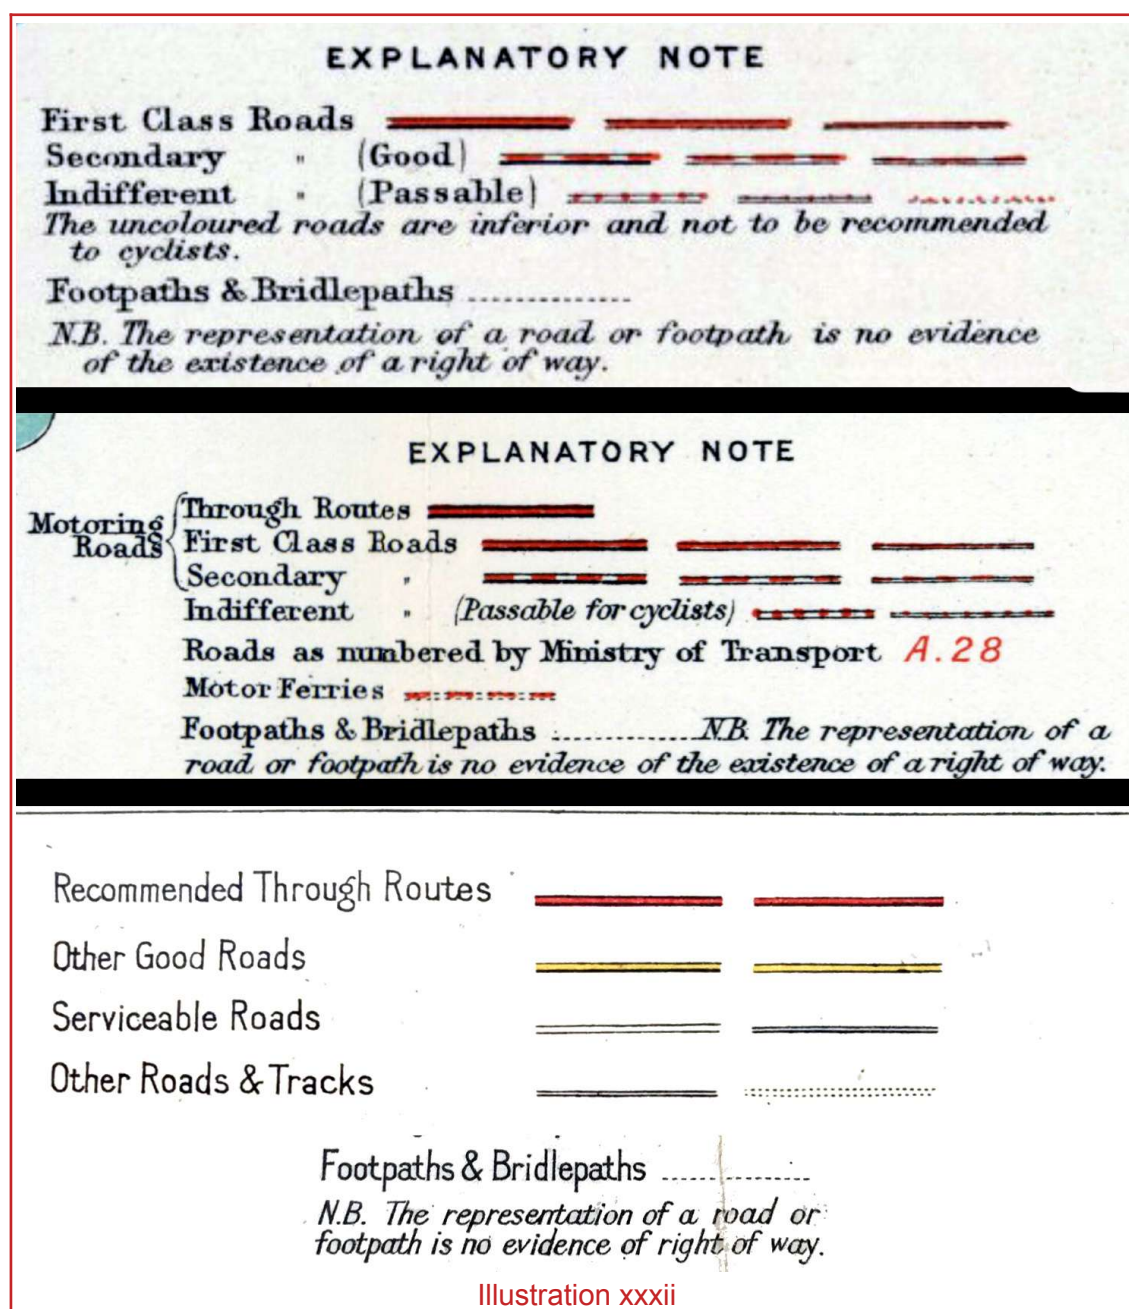 EXPLANATORY NOTE
First Class Roads
Secondary " (Good)
Indifferent " (Passable)
The uncoloured roads are inferior and not to be recommended
to cyclists.
Footpaths & Bridlepaths ..............
N.B. The representation of a road or footpath is no evidence
of the existence of a right of way.
EXPLANATORY NOTE
Motoring Roads
Through Routes
First Class Roads
Secondary "
Indifferent " (Passable for cyclists)
Roads as numbered by Ministry of Transport A.28
Motor Ferries
Footpaths & Bridlepaths ..............N.B. The representation of a
road or footpath is no evidence of the existence of a right of way.
Recommended Through Routes
Other Good Roads
Serviceable Roads
Other Roads & Tracks
Footpaths & Bridlepaths ..............
N.B. The representation of a road or
footpath is no evidence of right of way.
Illustration xxxii